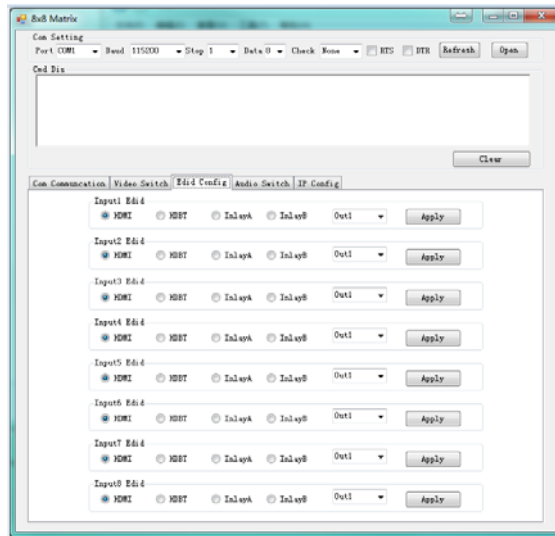 8x8 Matrix
Com Setting
Port COM1 Baud 115200 Stop 1 Data 8 Check None RTS DTR Refresh Open
Cmd Dis
Clear
Com Communcation Video Switch Edid Config Audio Switch IP Config
Input1 Edid
HDMI HDBT InlayA InlayB Out1 Apply
Input2 Edid
HDMI HDBT InlayA InlayB Out1 Apply
Input3 Edid
HDMI HDBT InlayA InlayB Out1 Apply
Input4 Edid
HDMI HDBT InlayA InlayB Out1 Apply
Input5 Edid
HDMI HDBT InlayA InlayB Out1 Apply
Input6 Edid
HDMI HDBT InlayA InlayB Out1 Apply
Input7 Edid
HDMI HDBT InlayA InlayB Out1 Apply
Input8 Edid
HDMI HDBT InlayA InlayB Out1 Apply